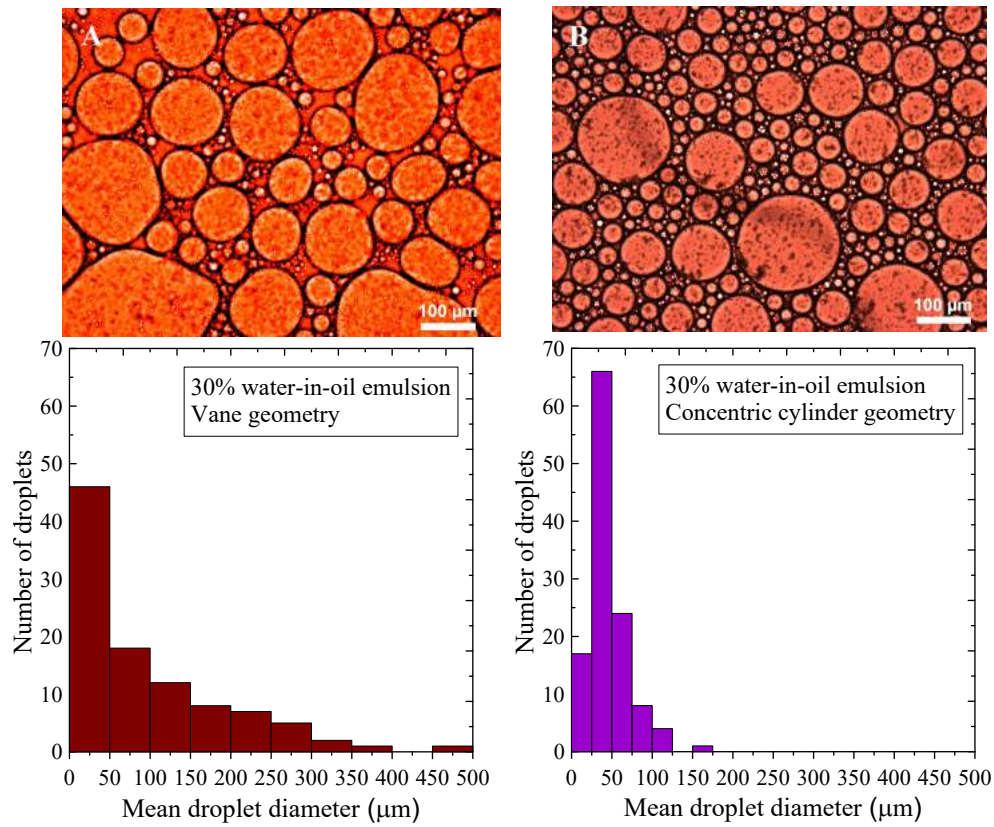 A
100 µm
B
100 µm
70
60
50
40
30
20
10
0
Number of droplets
30% water-in-oil emulsion
Vane geometry
0 50 100 150 200 250 300 350 400 450 500
Mean droplet diameter (µm)
70
60
50
40
30
20
10
0
Number of droplets
30% water-in-oil emulsion
Concentric cylinder geometry
0 50 100 150 200 250 300 350 400 450 500
Mean droplet diameter (µm)